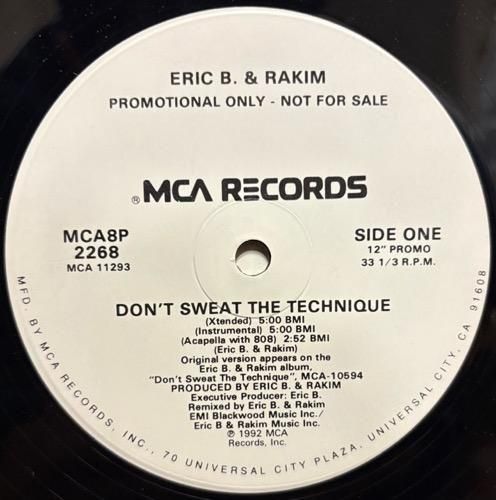 ERIC B. & RAKIM
PROMOTIONAL ONLY - NOT FOR SALE
® MCA RECORDS
MCA8P
2268
MCA 11293
SIDE ONE
12" PROMO
33 1/3 R.P.M.
DON'T SWEAT THE TECHNIQUE
(Xtended) 5:00 BMI
(Instrumental) 5:00 BMI
(Acapella with 808) 2:52 BMI
(Eric B. & Rakim)
Original version appears on the
Eric B. & Rakim album,
"Don't Sweat The Technique", MCA-10594
PRODUCED BY ERIC B. & RAKIM
Executive Producer: Eric B.
Remixed by Eric B. & Rakim
EMI Blackwood Music Inc./
Eric B & Rakim Music Inc.
℗ 1992 MCA
Records, Inc.
MFD. BY MCA RECORDS, INC., 70 UNIVERSAL CITY PLAZA, UNIVERSAL CITY, CA 91608